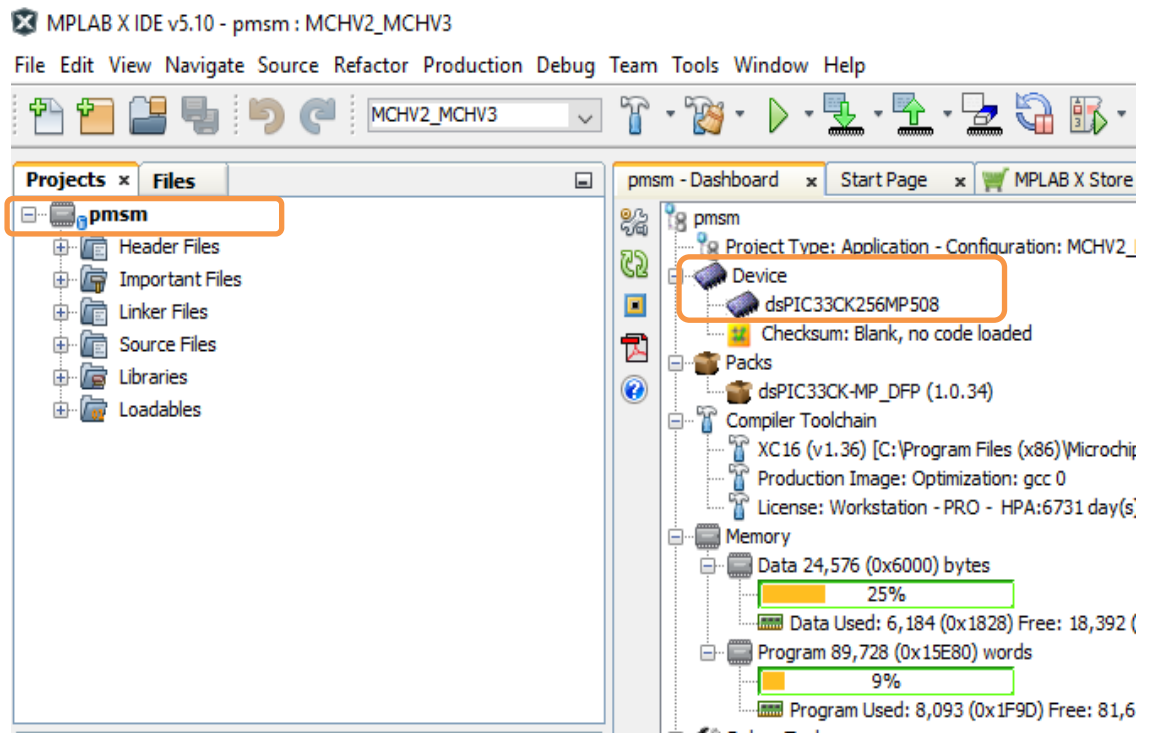 MPLAB X IDE v5.10 - pmsm : MCHV2_MCHV3
File Edit View Navigate Source Refactor Production Debug Team Tools Window Help
MCHV2_MCHV3
Projects x Files
pmsm
Header Files
Important Files
Linker Files
Source Files
Libraries
Loadables
pmsm - Dashboard x Start Page x MPLAB X Store
pmsm
Project Type: Application - Configuration: MCHV2_
Device
dsPIC33CK256MP508
Checksum: Blank, no code loaded
Packs
dsPIC33CK-MP_DFP (1.0.34)
Compiler Toolchain
XC16 (v1.36) [C:\Program Files (x86)\Microchip
Production Image: Optimization: gcc 0
License: Workstation - PRO - HPA:6731 day(s)
Memory
Data 24,576 (0x6000) bytes
25%
Data Used: 6,184 (0x1828) Free: 18,392 (
Program 89,728 (0x15E80) words
9%
Program Used: 8,093 (0x1F9D) Free: 81,6